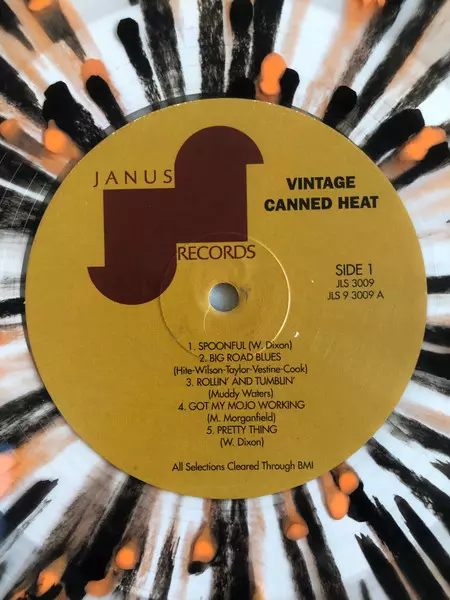 JANUS
RECORDS
VINTAGE
CANNED HEAT
SIDE 1
JLS 3009
JLS 9 3009 A
1. SPOONFUL (W. Dixon)
2. BIG ROAD BLUES
(Hite-Wilson-Taylor-Vestine-Cook)
3. ROLLIN' AND TUMBLIN'
(Muddy Waters)
4. GOT MY MOJO WORKING
(M. Morganfield)
5. PRETTY THING
(W. Dixon)
All Selections Cleared Through BMI